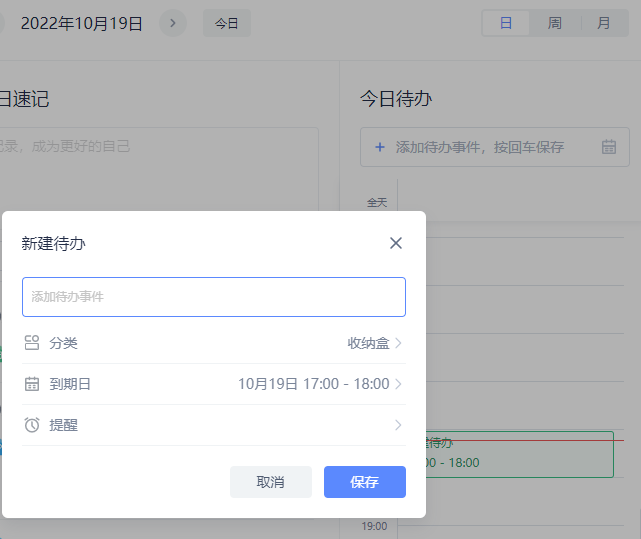 2022年10月19日
今日
日
周
月
日速记
今日待办
记录，成为更好的自己
添加待办事件，按回车保存
全天
新建待办
添加待办事件
分类
收纳盒
到期日
10月19日 17:00 - 18:00
提醒
待办
00 - 18:00
取消
保存
19:00